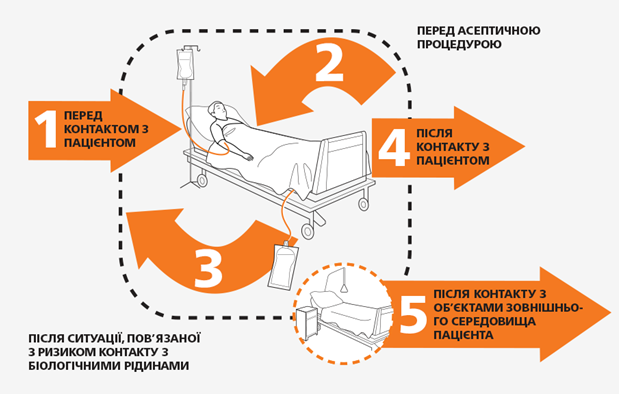 1
ПЕРЕД
КОНТАКТОМ З
ПАЦІЄНТОМ
2
ПЕРЕД АСЕПТИЧНОЮ
ПРОЦЕДУРОЮ
3
ПІСЛЯ СИТУАЦІЇ, ПОВ’ЯЗАНОЇ
З РИЗИКОМ КОНТАКТУ З
БІОЛОГІЧНИМИ РІДИНАМИ
4
ПІСЛЯ
КОНТАКТУ З
ПАЦІЄНТОМ
5
ПІСЛЯ КОНТАКТУ З
ОБ’ЄКТАМИ ЗОВНІШНЬО-
ГО СЕРЕДОВИЩА
ПАЦІЄНТА